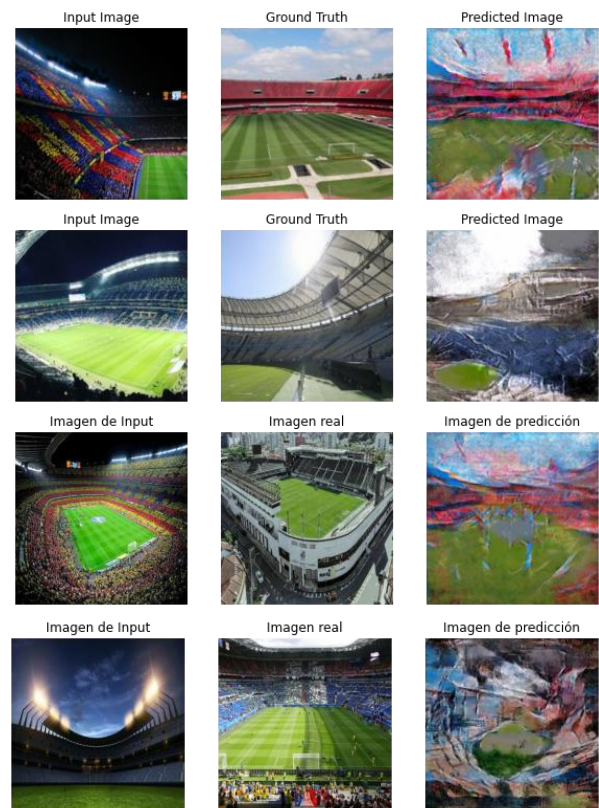 Input Image
Ground Truth
Predicted Image
Input Image
Ground Truth
Predicted Image
Imagen de Input
Imagen real
Imagen de predicción
Imagen de Input
Imagen real
Imagen de predicción